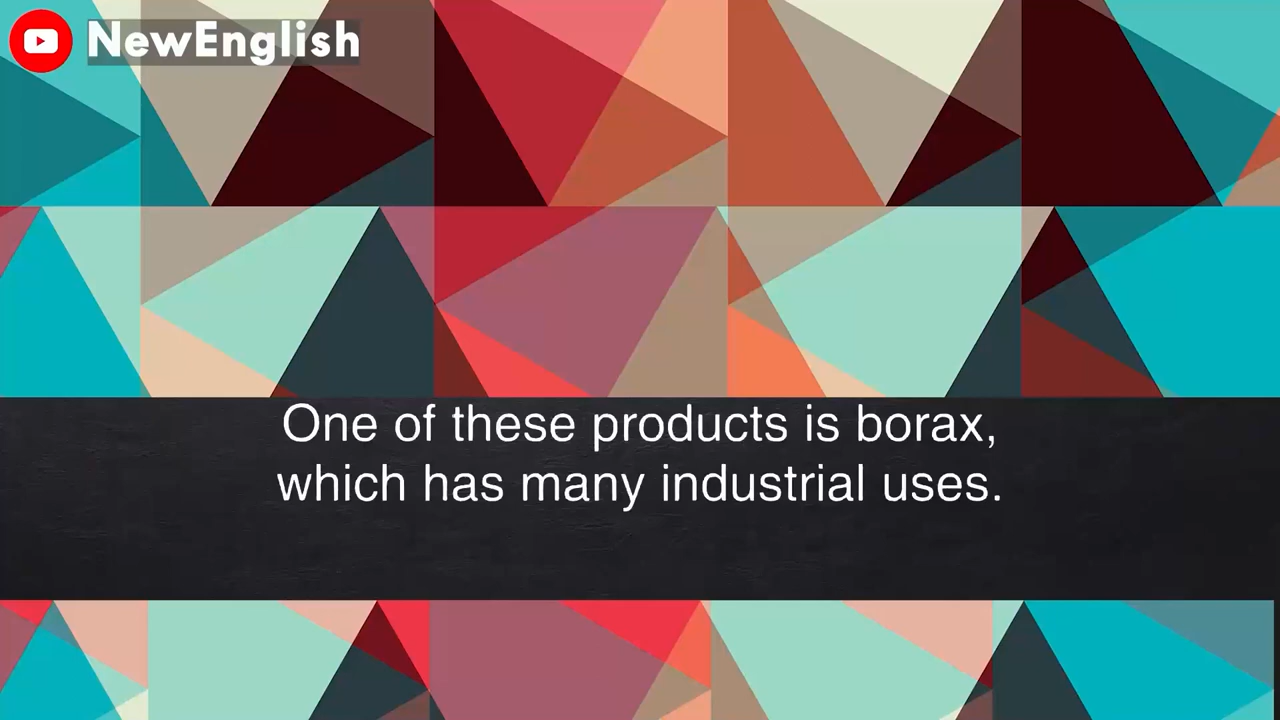 NewEnglish
One of these products is borax,
which has many industrial uses.